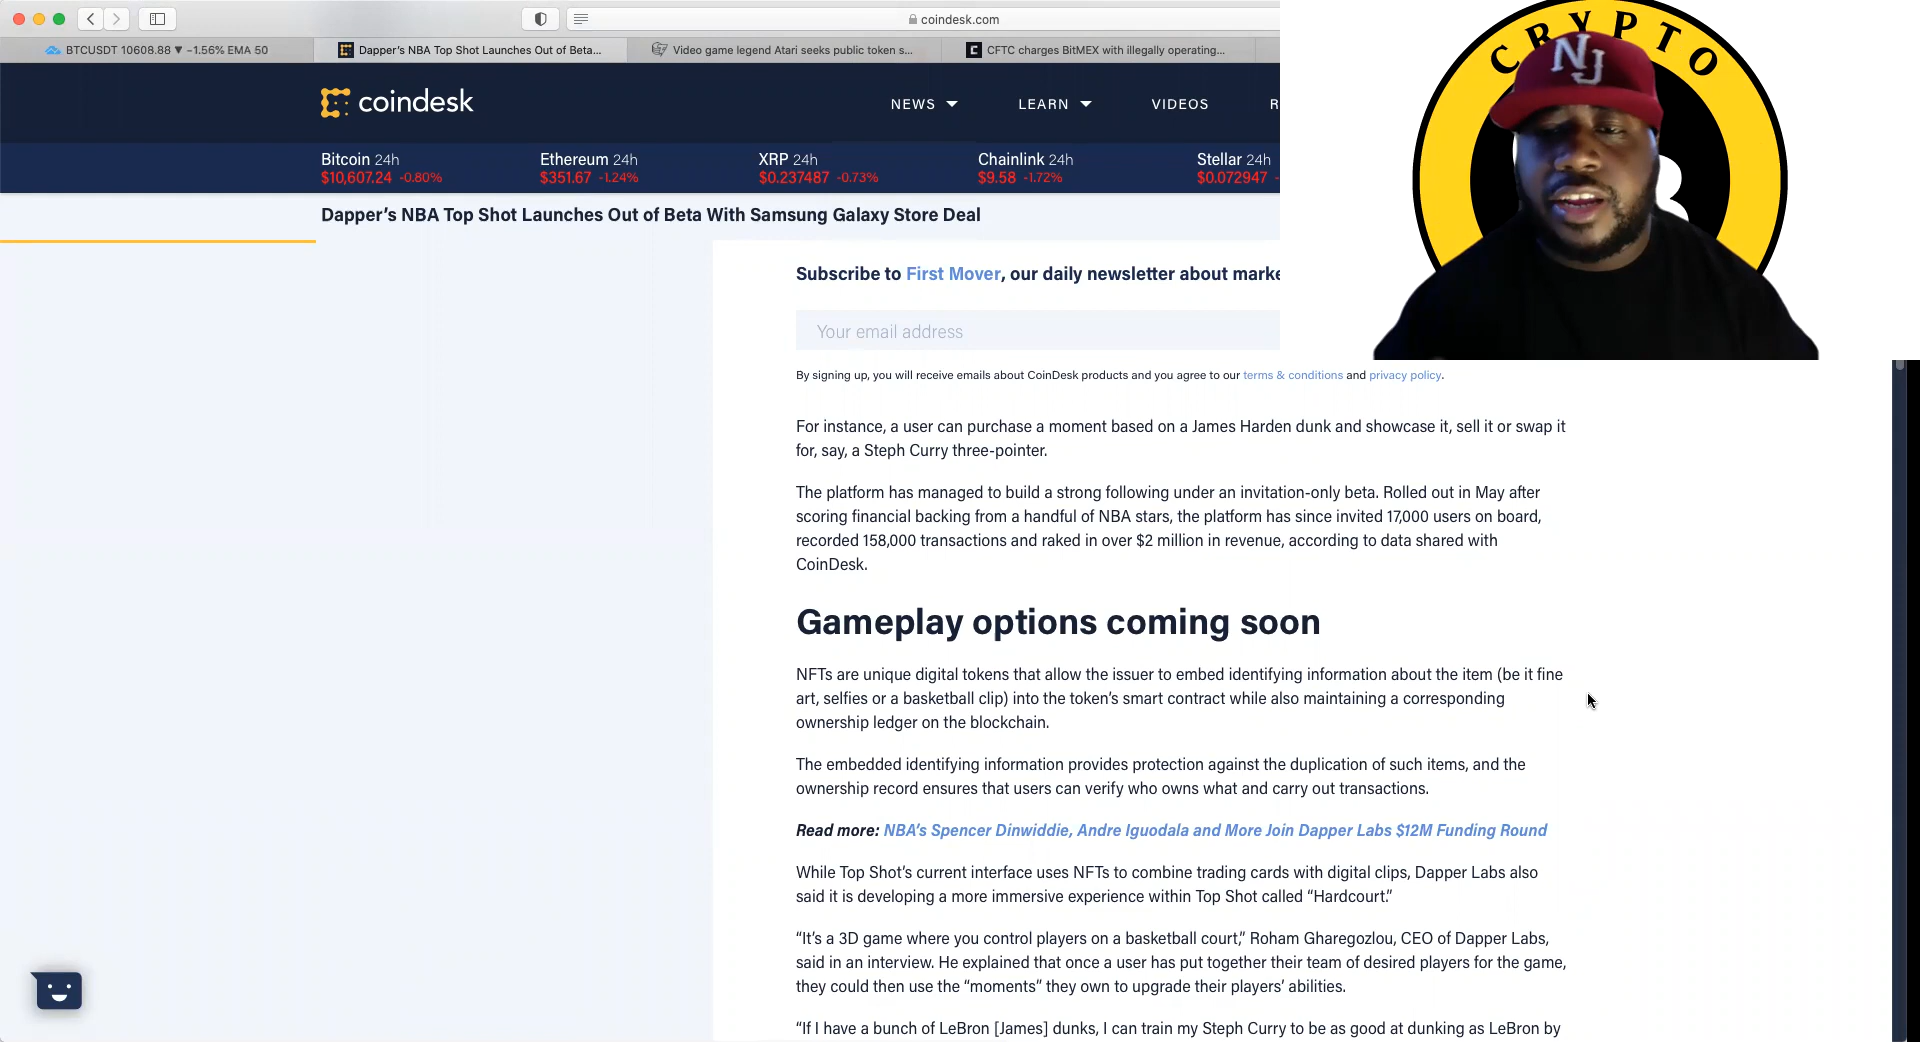 coindesk.com
BTCUSDT 10608.88 ▼ −1.56% EMA 50
Dapper's NBA Top Shot Launches Out of Beta...
Video game legend Atari seeks public token s...
CFTC charges BitMEX with illegally operating...
CRYPTO
NJ
coindesk
NEWS
LEARN
VIDEOS
R
Bitcoin 24h
$10,607.24 -0.80%
Ethereum 24h
$351.67 -1.24%
XRP 24h
$0.237487 -0.73%
Chainlink 24h
$9.58 -1.72%
Stellar 24h
$0.072947 -
Dapper's NBA Top Shot Launches Out of Beta With Samsung Galaxy Store Deal
Subscribe to First Mover, our daily newsletter about marke
Your email address
By signing up, you will receive emails about CoinDesk products and you agree to our terms & conditions and privacy policy.
For instance, a user can purchase a moment based on a James Harden dunk and showcase it, sell it or swap it
for, say, a Steph Curry three-pointer.
The platform has managed to build a strong following under an invitation-only beta. Rolled out in May after
scoring financial backing from a handful of NBA stars, the platform has since invited 17,000 users on board,
recorded 158,000 transactions and raked in over $2 million in revenue, according to data shared with
CoinDesk.
Gameplay options coming soon
NFTs are unique digital tokens that allow the issuer to embed identifying information about the item (be it fine
art, selfies or a basketball clip) into the token's smart contract while also maintaining a corresponding
ownership ledger on the blockchain.
The embedded identifying information provides protection against the duplication of such items, and the
ownership record ensures that users can verify who owns what and carry out transactions.
Read more: NBA's Spencer Dinwiddie, Andre Iguodala and More Join Dapper Labs $12M Funding Round
While Top Shot's current interface uses NFTs to combine trading cards with digital clips, Dapper Labs also
said it is developing a more immersive experience within Top Shot called “Hardcourt.”
“It's a 3D game where you control players on a basketball court,” Roham Gharegozlou, CEO of Dapper Labs,
said in an interview. He explained that once a user has put together their team of desired players for the game,
they could then use the “moments” they own to upgrade their players' abilities.
“If I have a bunch of LeBron [James] dunks, I can train my Steph Curry to be as good at dunking as LeBron by